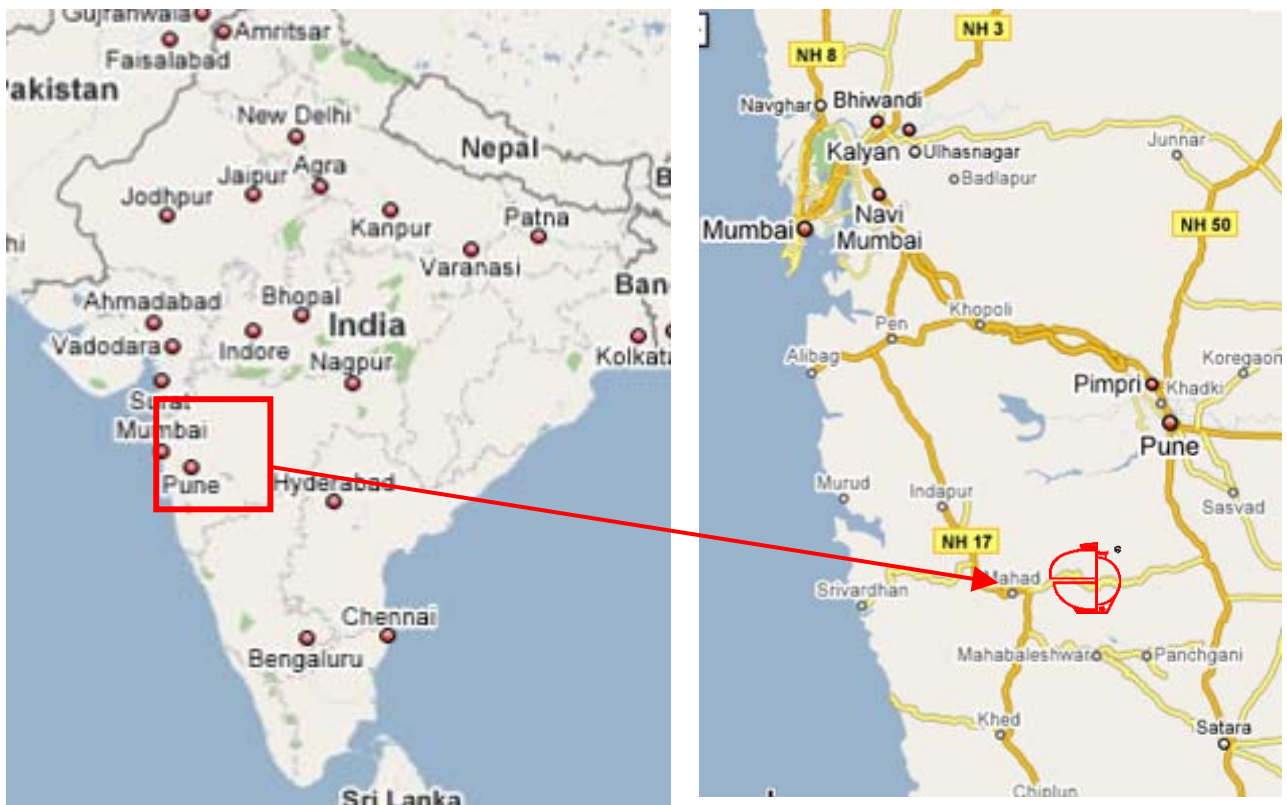 Gujranwala
Amritsar
Faisalabad
akistan
New Delhi
Nepal
B
Jaipur
Agra
Jodhpur
Kanpur
Patna
hi
Varanasi
Ban
Ahmadabad
Bhopal
India
Vadodara
Indore
Nagpur
Kolkata
Surat
Mumbai
Pune
Hyderabad
Chennai
Bengaluru
Sri Lanka
NH 3
NH 8
Navghar
Bhiwandi
Junnar
Kalyan
Ulhasnagar
Badlapur
Mumbai
Navi
Mumbai
NH 50
Khopoli
Pen
Alibag
Koregaon
Pimpri
Khadki
Pune
Murud
Indapur
Sasvad
NH 17
Mahad
Srivardhan
Mahabaleshwar
Panchgani
Khed
Satara
Chiplun